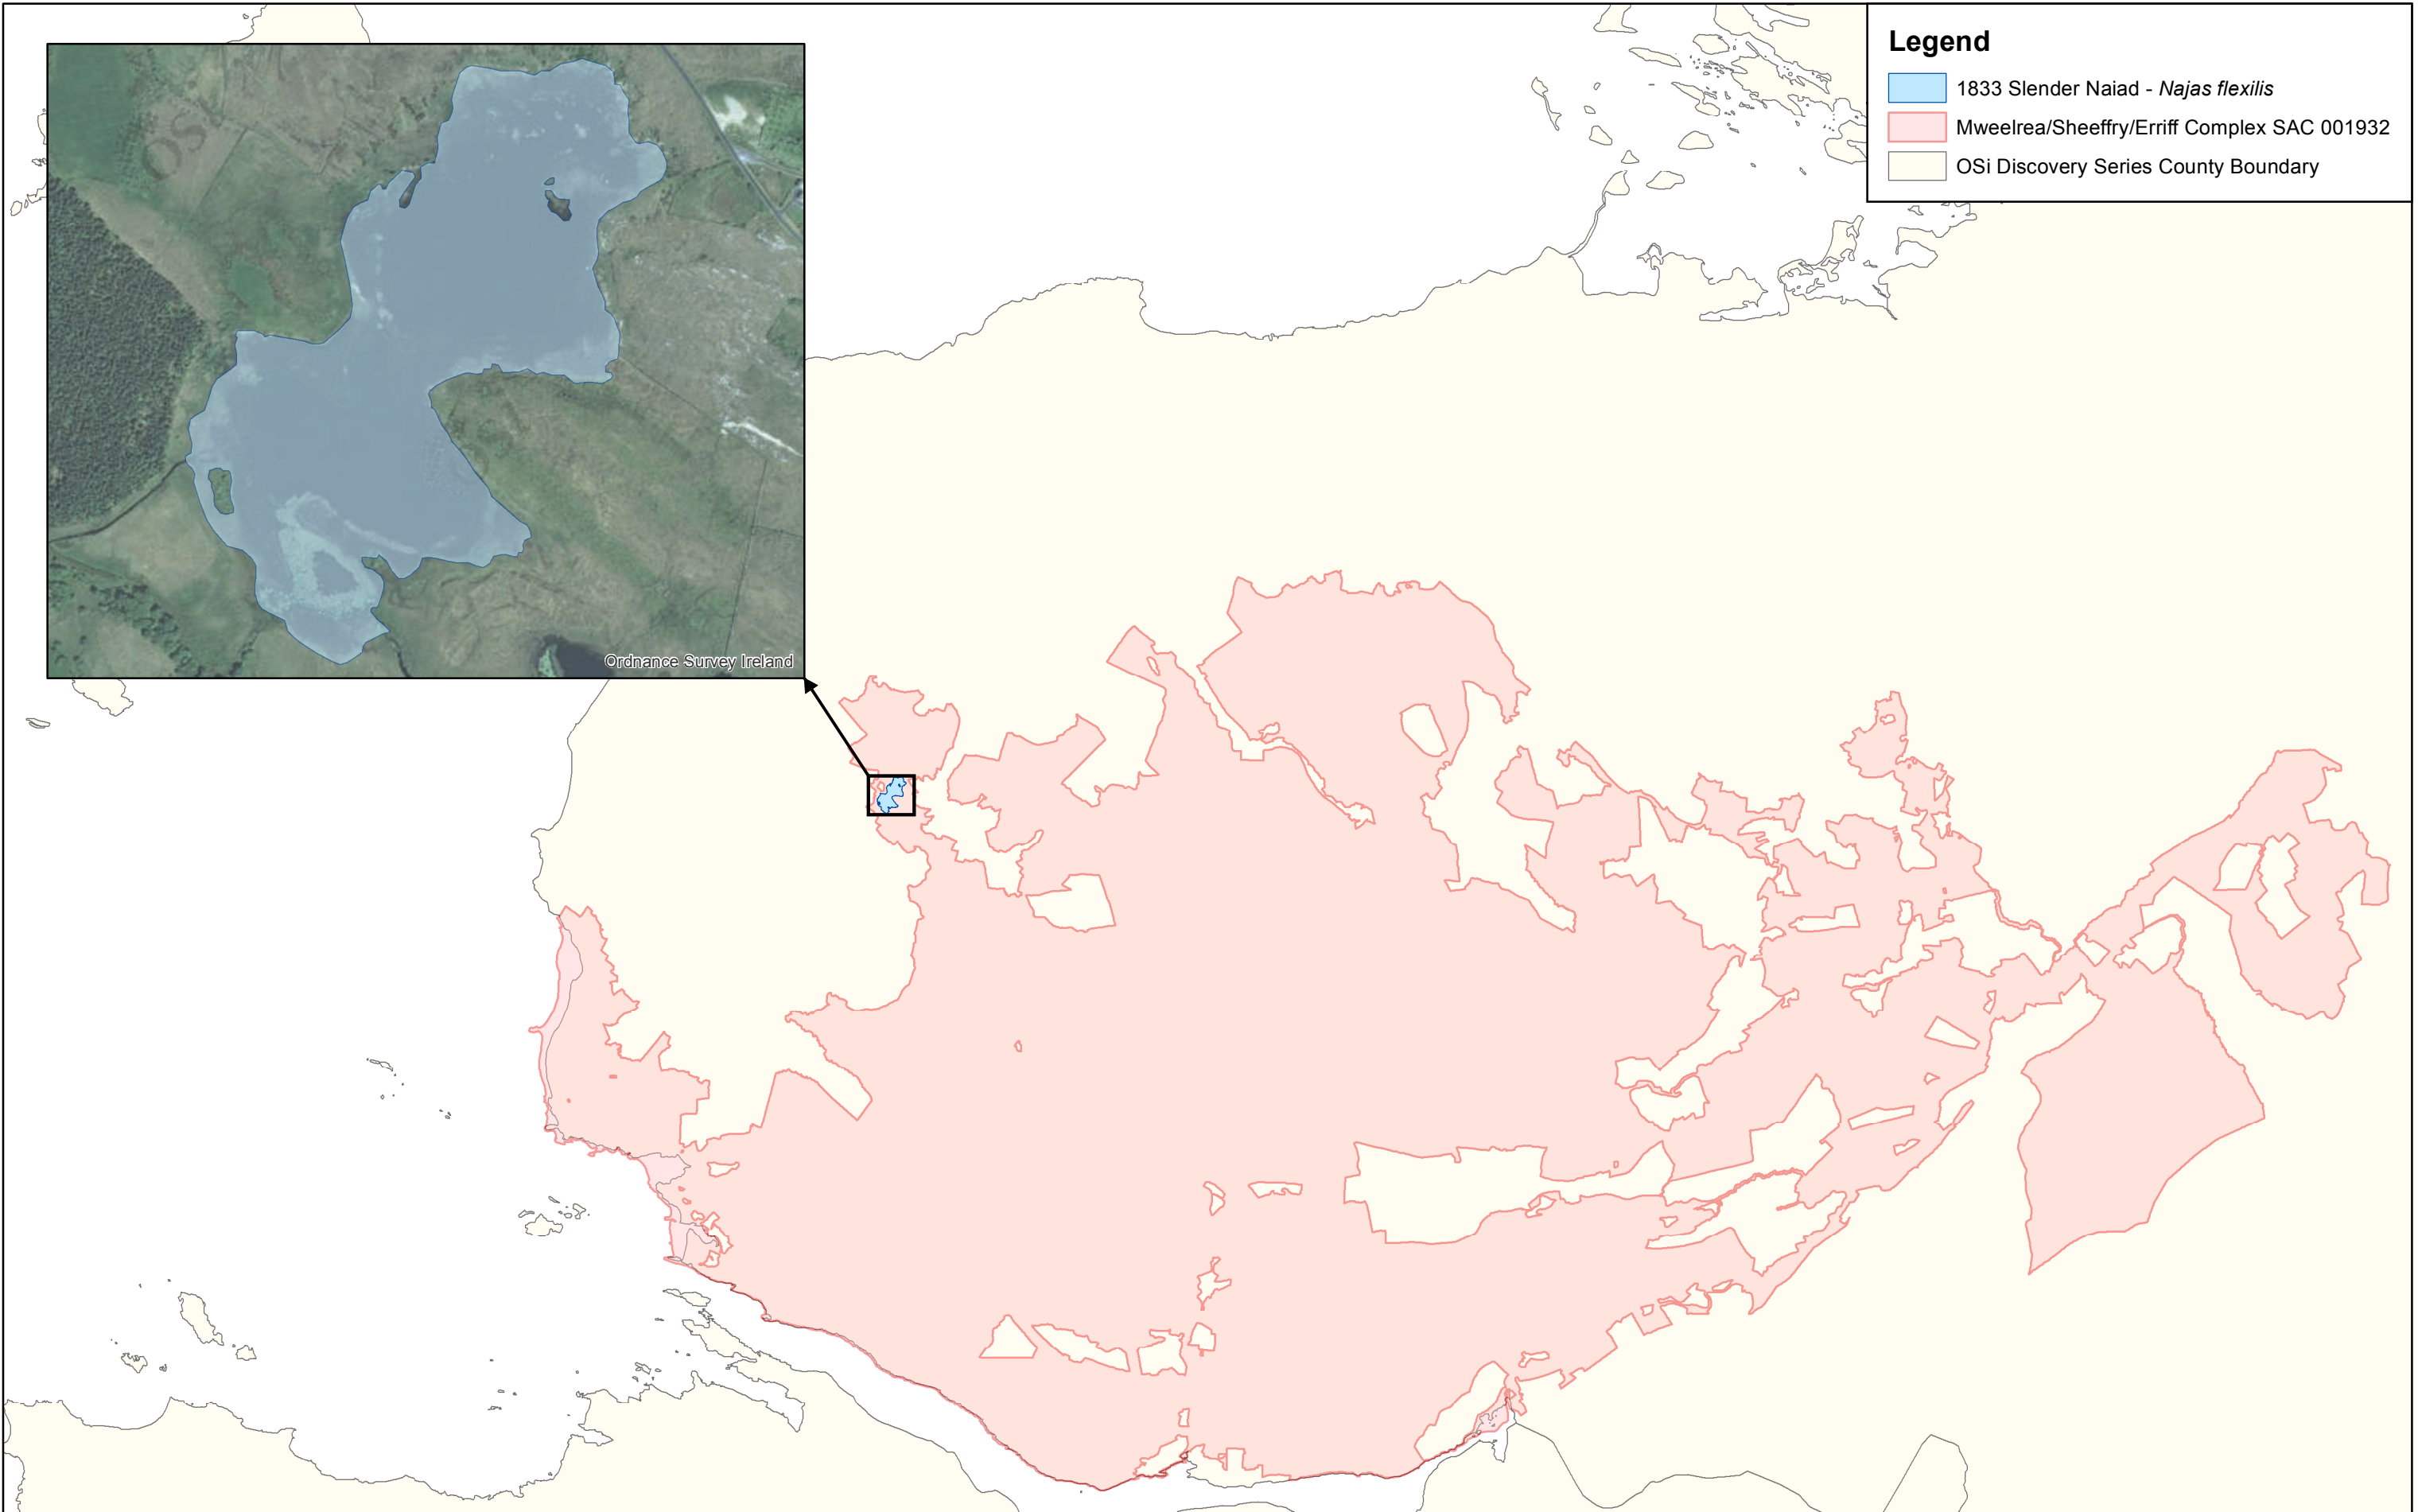 Legend
1833 Slender Naiad - Najas flexilis
Mweelrea/Sheeffry/Erriff Complex SAC 001932
OSi Discovery Series County Boundary
OS
Ordnance Survey Ireland